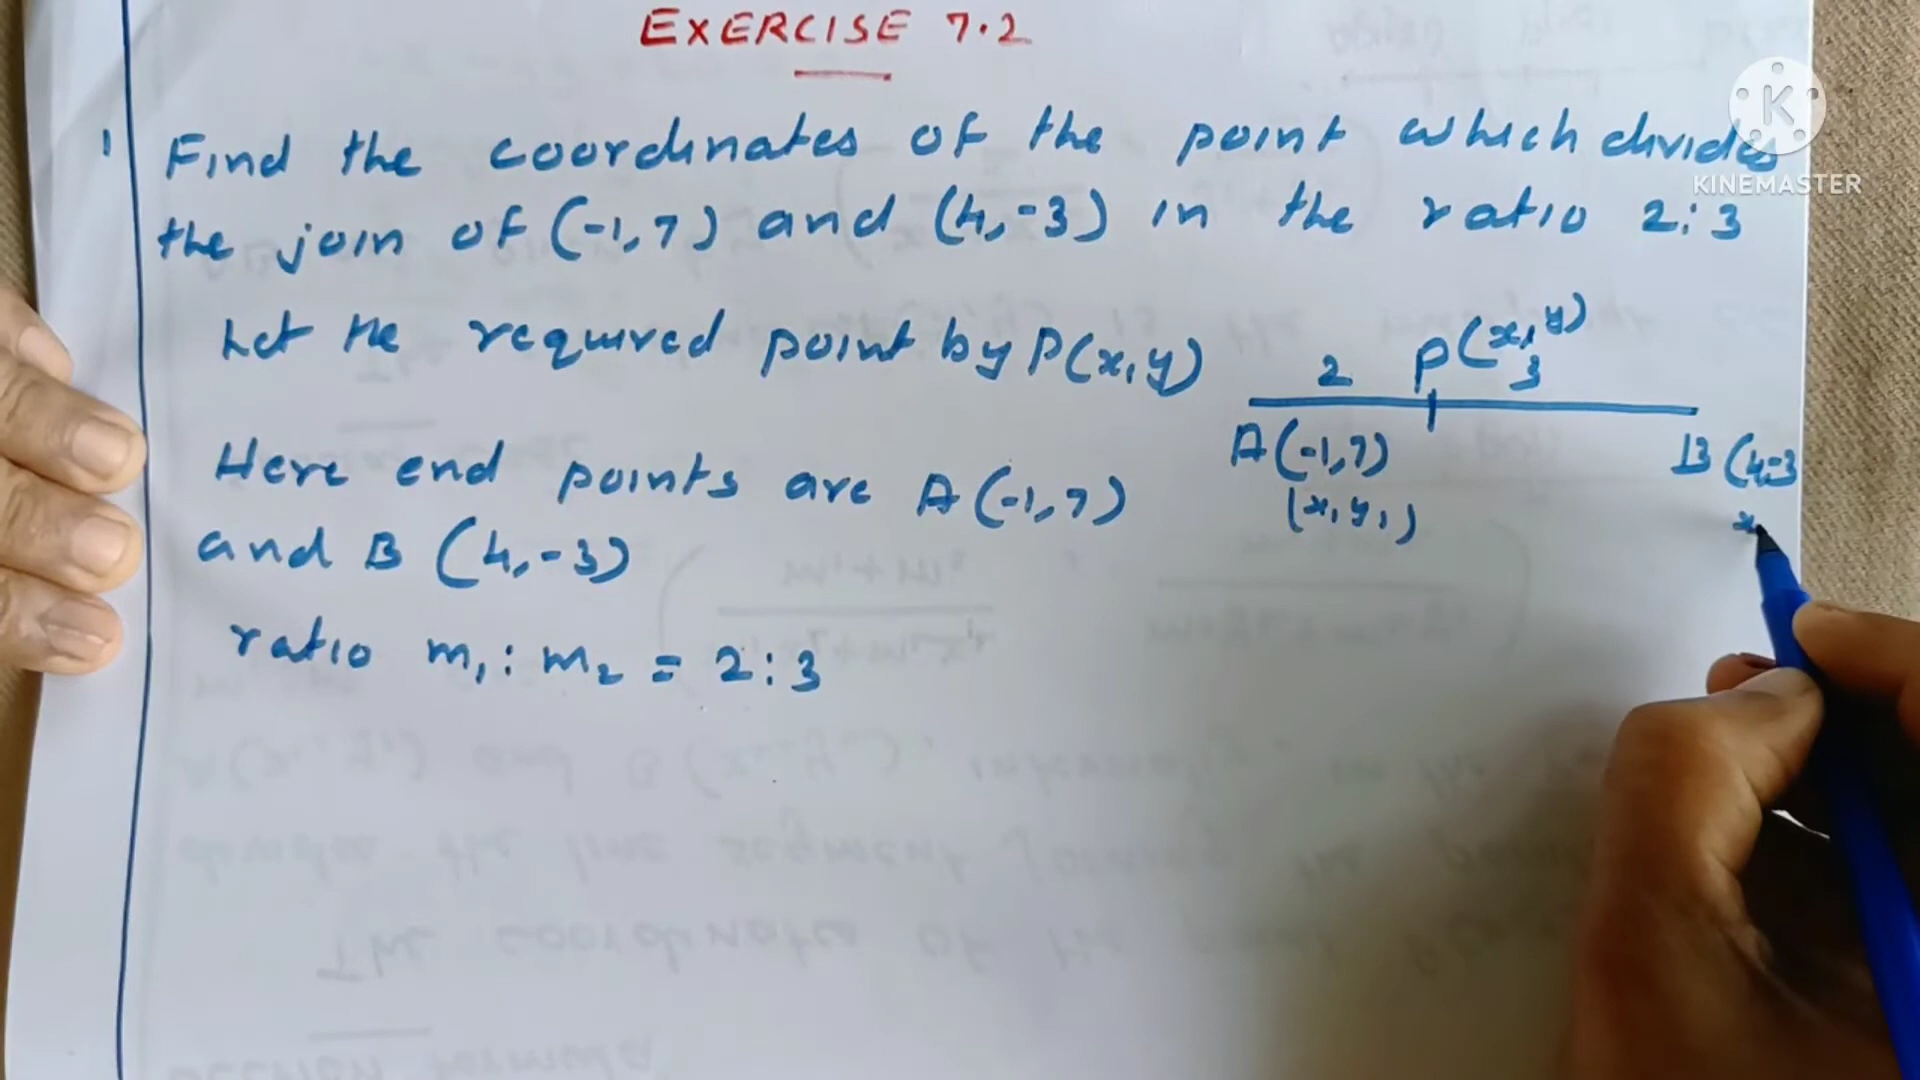 EXERCISE 7.2
1 Find the coordinates of the point which divides
the join of (-1,7) and (4,-3) in the ratio 2:3
Let the required point by P(x,y)
2 P(x,y) 3
A(-1,7) B(4,-3
(x₁y₁) x
Here end points are A(-1,7)
and B (4,-3)
ratio m₁:m₂ = 2:3
K
KINEMASTER